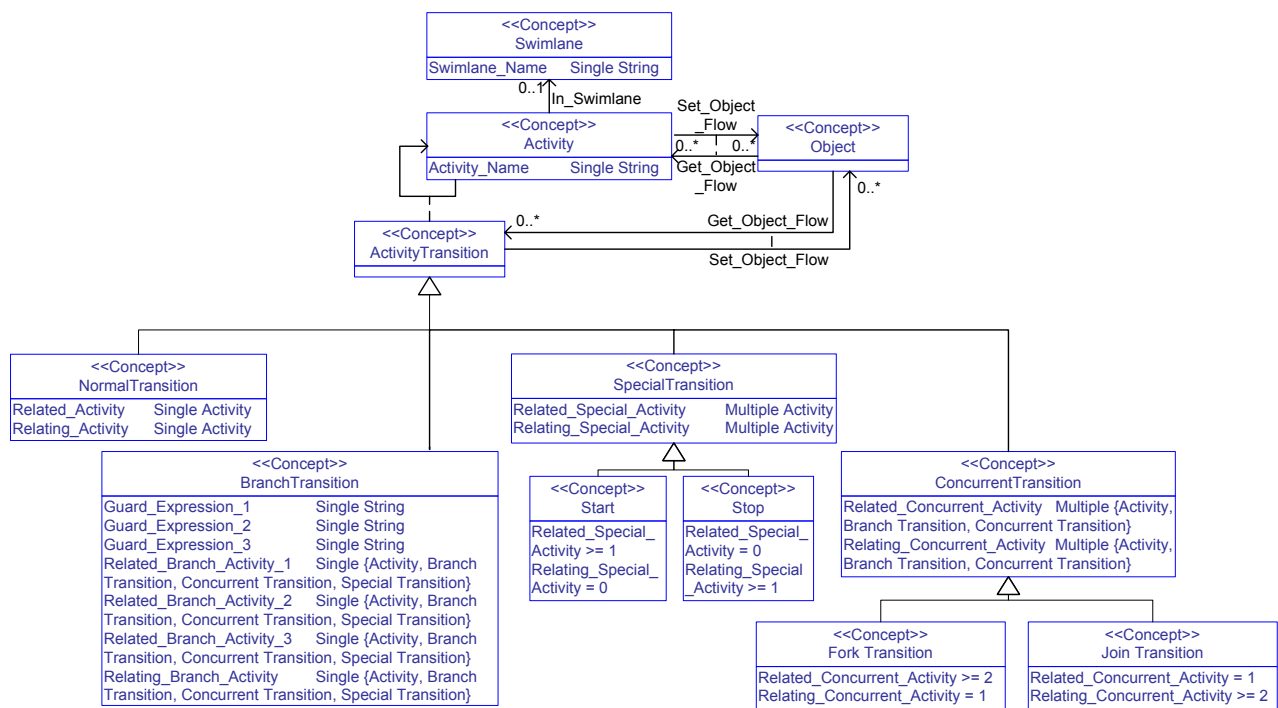 <<Concept>>
Swimlane
Swimlane_Name Single String
0..1
In_Swimlane
<<Concept>>
Activity
Activity_Name Single String
Set_Object
_Flow
0..*
0..*
Get_Object
_Flow
<<Concept>>
Object
0..*
<<Concept>>
ActivityTransition
0..*
Get_Object_Flow
Set_Object_Flow
<<Concept>>
NormalTransition
Related_Activity Single Activity
Relating_Activity Single Activity
<<Concept>>
BranchTransition
Guard_Expression_1 Single String
Guard_Expression_2 Single String
Guard_Expression_3 Single String
Related_Branch_Activity_1 Single {Activity, Branch
Transition, Concurrent Transition, Special Transition}
Related_Branch_Activity_2 Single {Activity, Branch
Transition, Concurrent Transition, Special Transition}
Related_Branch_Activity_3 Single {Activity, Branch
Transition, Concurrent Transition, Special Transition}
Relating_Branch_Activity Single {Activity, Branch
Transition, Concurrent Transition, Special Transition}
<<Concept>>
SpecialTransition
Related_Special_Activity Multiple Activity
Relating_Special_Activity Multiple Activity
<<Concept>>
Start
Related_Special_
Activity >= 1
Relating_Special_
Activity = 0
<<Concept>>
Stop
Related_Special_
Activity = 0
Relating_Special
_Activity >= 1
<<Concept>>
ConcurrentTransition
Related_Concurrent_Activity Multiple {Activity,
Branch Transition, Concurrent Transition}
Relating_Concurrent_Activity Multiple {Activity,
Branch Transition, Concurrent Transition}
<<Concept>>
Fork Transition
Related_Concurrent_Activity >= 2
Relating_Concurrent_Activity = 1
<<Concept>>
Join Transition
Related_Concurrent_Activity = 1
Relating_Concurrent_Activity >= 2